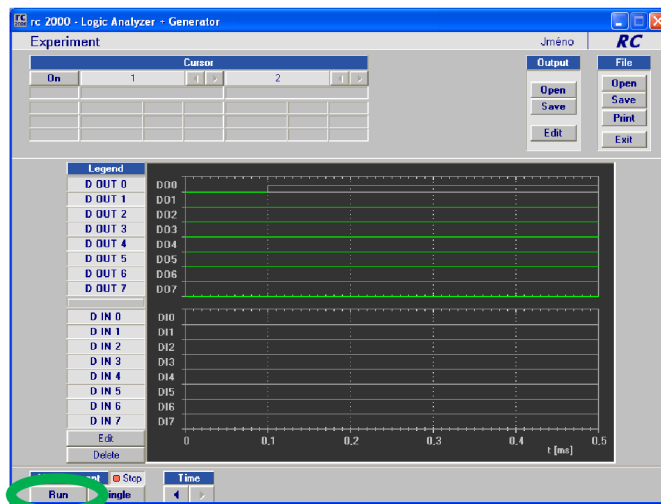 rc 2000 - Logic Analyzer + Generator
Experiment Jméno RC
Cursor Output File
On 1 2
Open Open
Save Save
Print
Edit Exit
Legend
D OUT 0 DO0
D OUT 1 DO1
D OUT 2 DO2
D OUT 3 DO3
D OUT 4 DO4
D OUT 5 DO5
D OUT 6 DO6
D OUT 7 DO7
D IN 0 DI0
D IN 1 DI1
D IN 2 DI2
D IN 3 DI3
D IN 4 DI4
D IN 5 DI5
D IN 6 DI6
D IN 7 DI7
Edit 0 0,1 0,2 0,3 0,4 0,5
Delete t [ms]
Stop Time
Run